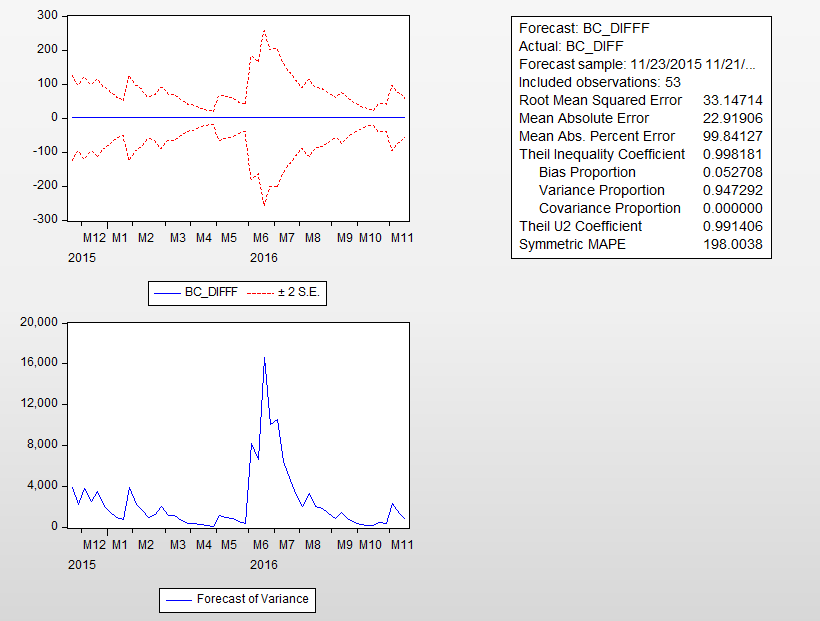 300
200
100
0
-100
-200
-300
M12 M1 M2 M3 M4 M5 M6 M7 M8 M9 M10 M11
2015 2016
BC_DIFFF ± 2 S.E.
Forecast: BC_DIFFF
Actual: BC_DIFF
Forecast sample: 11/23/2015 11/21/...
Included observations: 53
Root Mean Squared Error 33.14714
Mean Absolute Error 22.91906
Mean Abs. Percent Error 99.84127
Theil Inequality Coefficient 0.998181
Bias Proportion 0.052708
Variance Proportion 0.947292
Covariance Proportion 0.000000
Theil U2 Coefficient 0.991406
Symmetric MAPE 198.0038
20,000
16,000
12,000
8,000
4,000
0
M12 M1 M2 M3 M4 M5 M6 M7 M8 M9 M10 M11
2015 2016
Forecast of Variance